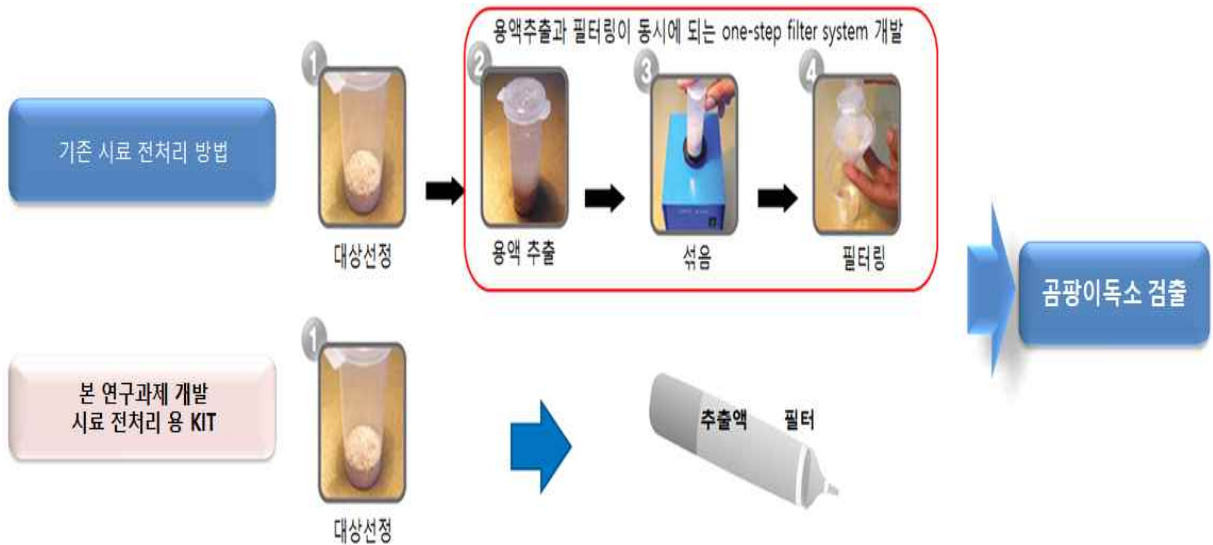 용액추출과 필터링이 동시에 되는 one-step filter system 개발
기존 시료 전처리 방법
1
대상선정
2
용액 추출
3
섞음
4
필터링
곰팡이독소 검출
본 연구과제 개발
시료 전처리 용 KIT
1
대상선정
추출액 필터